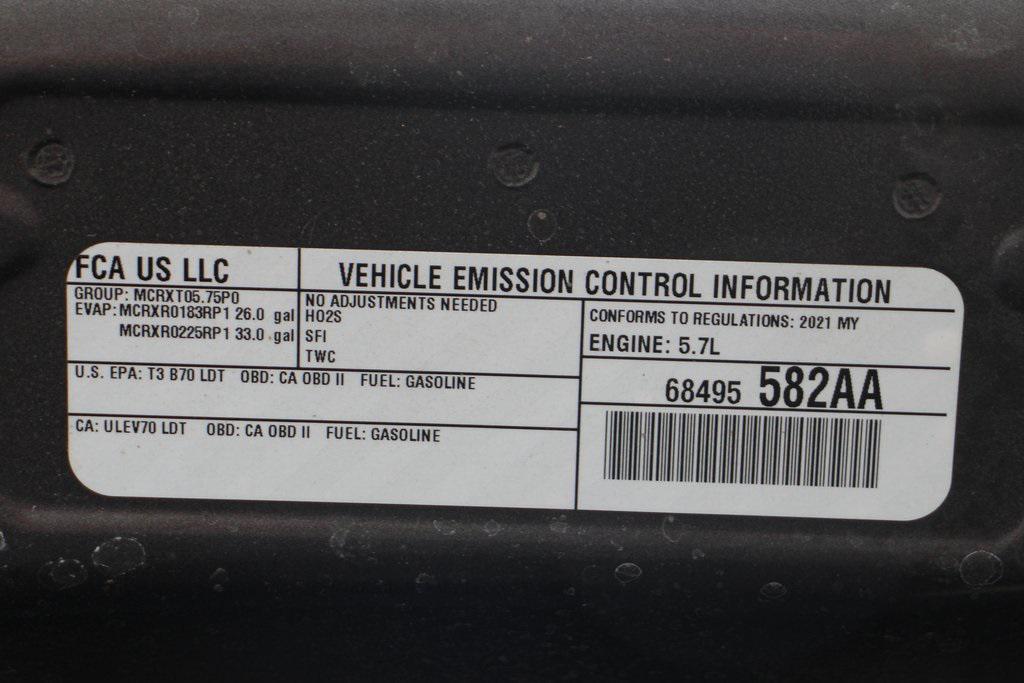 FCA US LLC
VEHICLE EMISSION CONTROL INFORMATION
GROUP: MCRXT05.75P0
EVAP: MCRXR0183RP1 26.0 gal
MCRXR0225RP1 33.0 gal
NO ADJUSTMENTS NEEDED
HO2S
SFI
TWC
CONFORMS TO REGULATIONS: 2021 MY
ENGINE: 5.7L
U.S. EPA: T3 B70 LDT OBD: CA OBD II FUEL: GASOLINE
68495 582AA
CA: ULEV70 LDT OBD: CA OBD II FUEL: GASOLINE